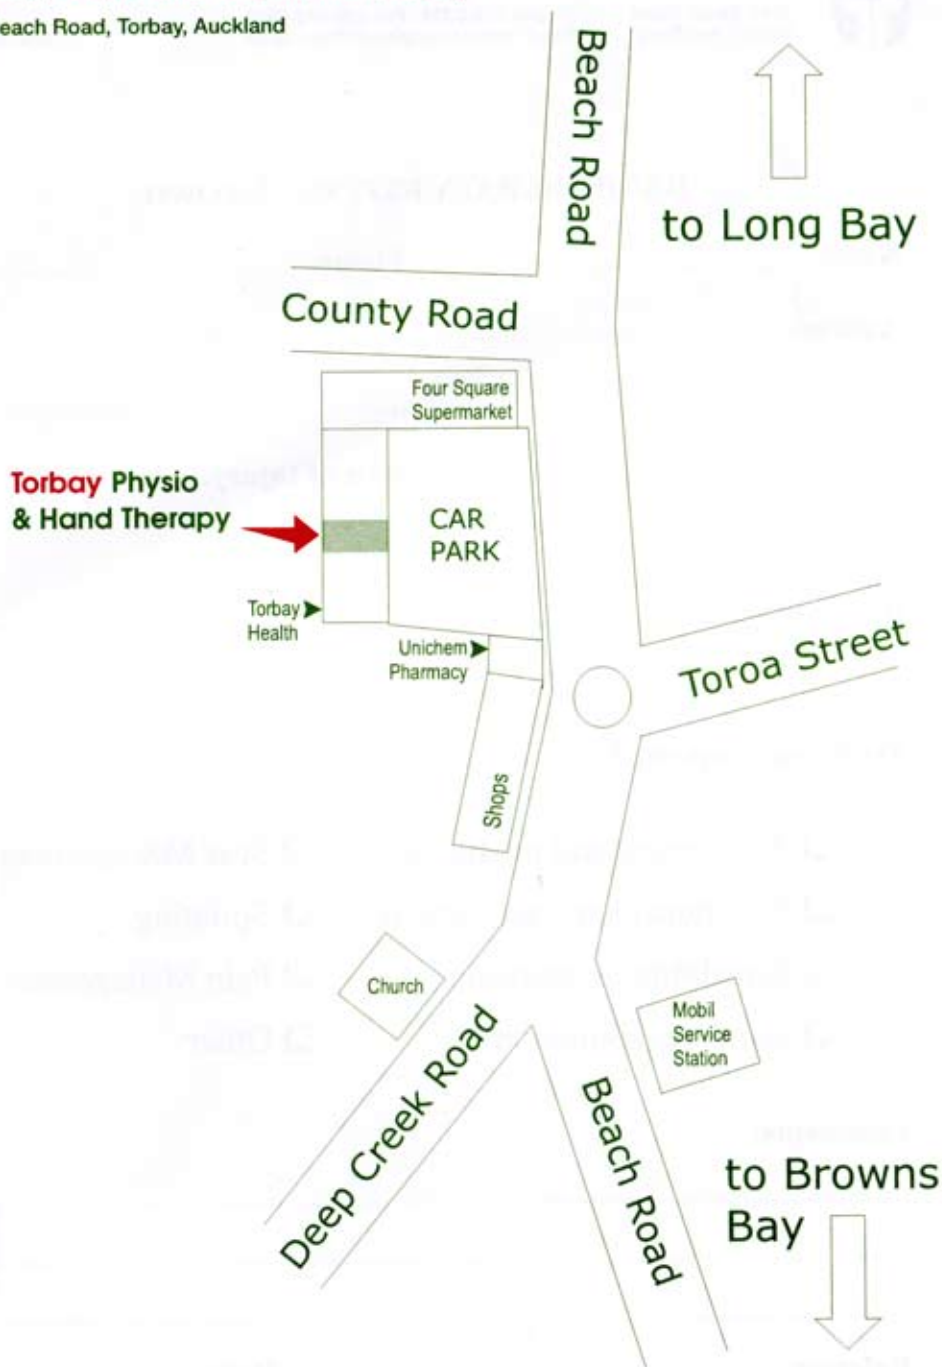 each Road, Torbay, Auckland
Beach Road
to Long Bay
County Road
Four Square
Supermarket
Torbay Physio
& Hand Therapy
CAR
PARK
Torbay
Health
Unichem
Pharmacy
Toroa Street
Shops
Church
Mobil
Service
Station
Deep Creek Road
Beach Road
to Browns
Bay